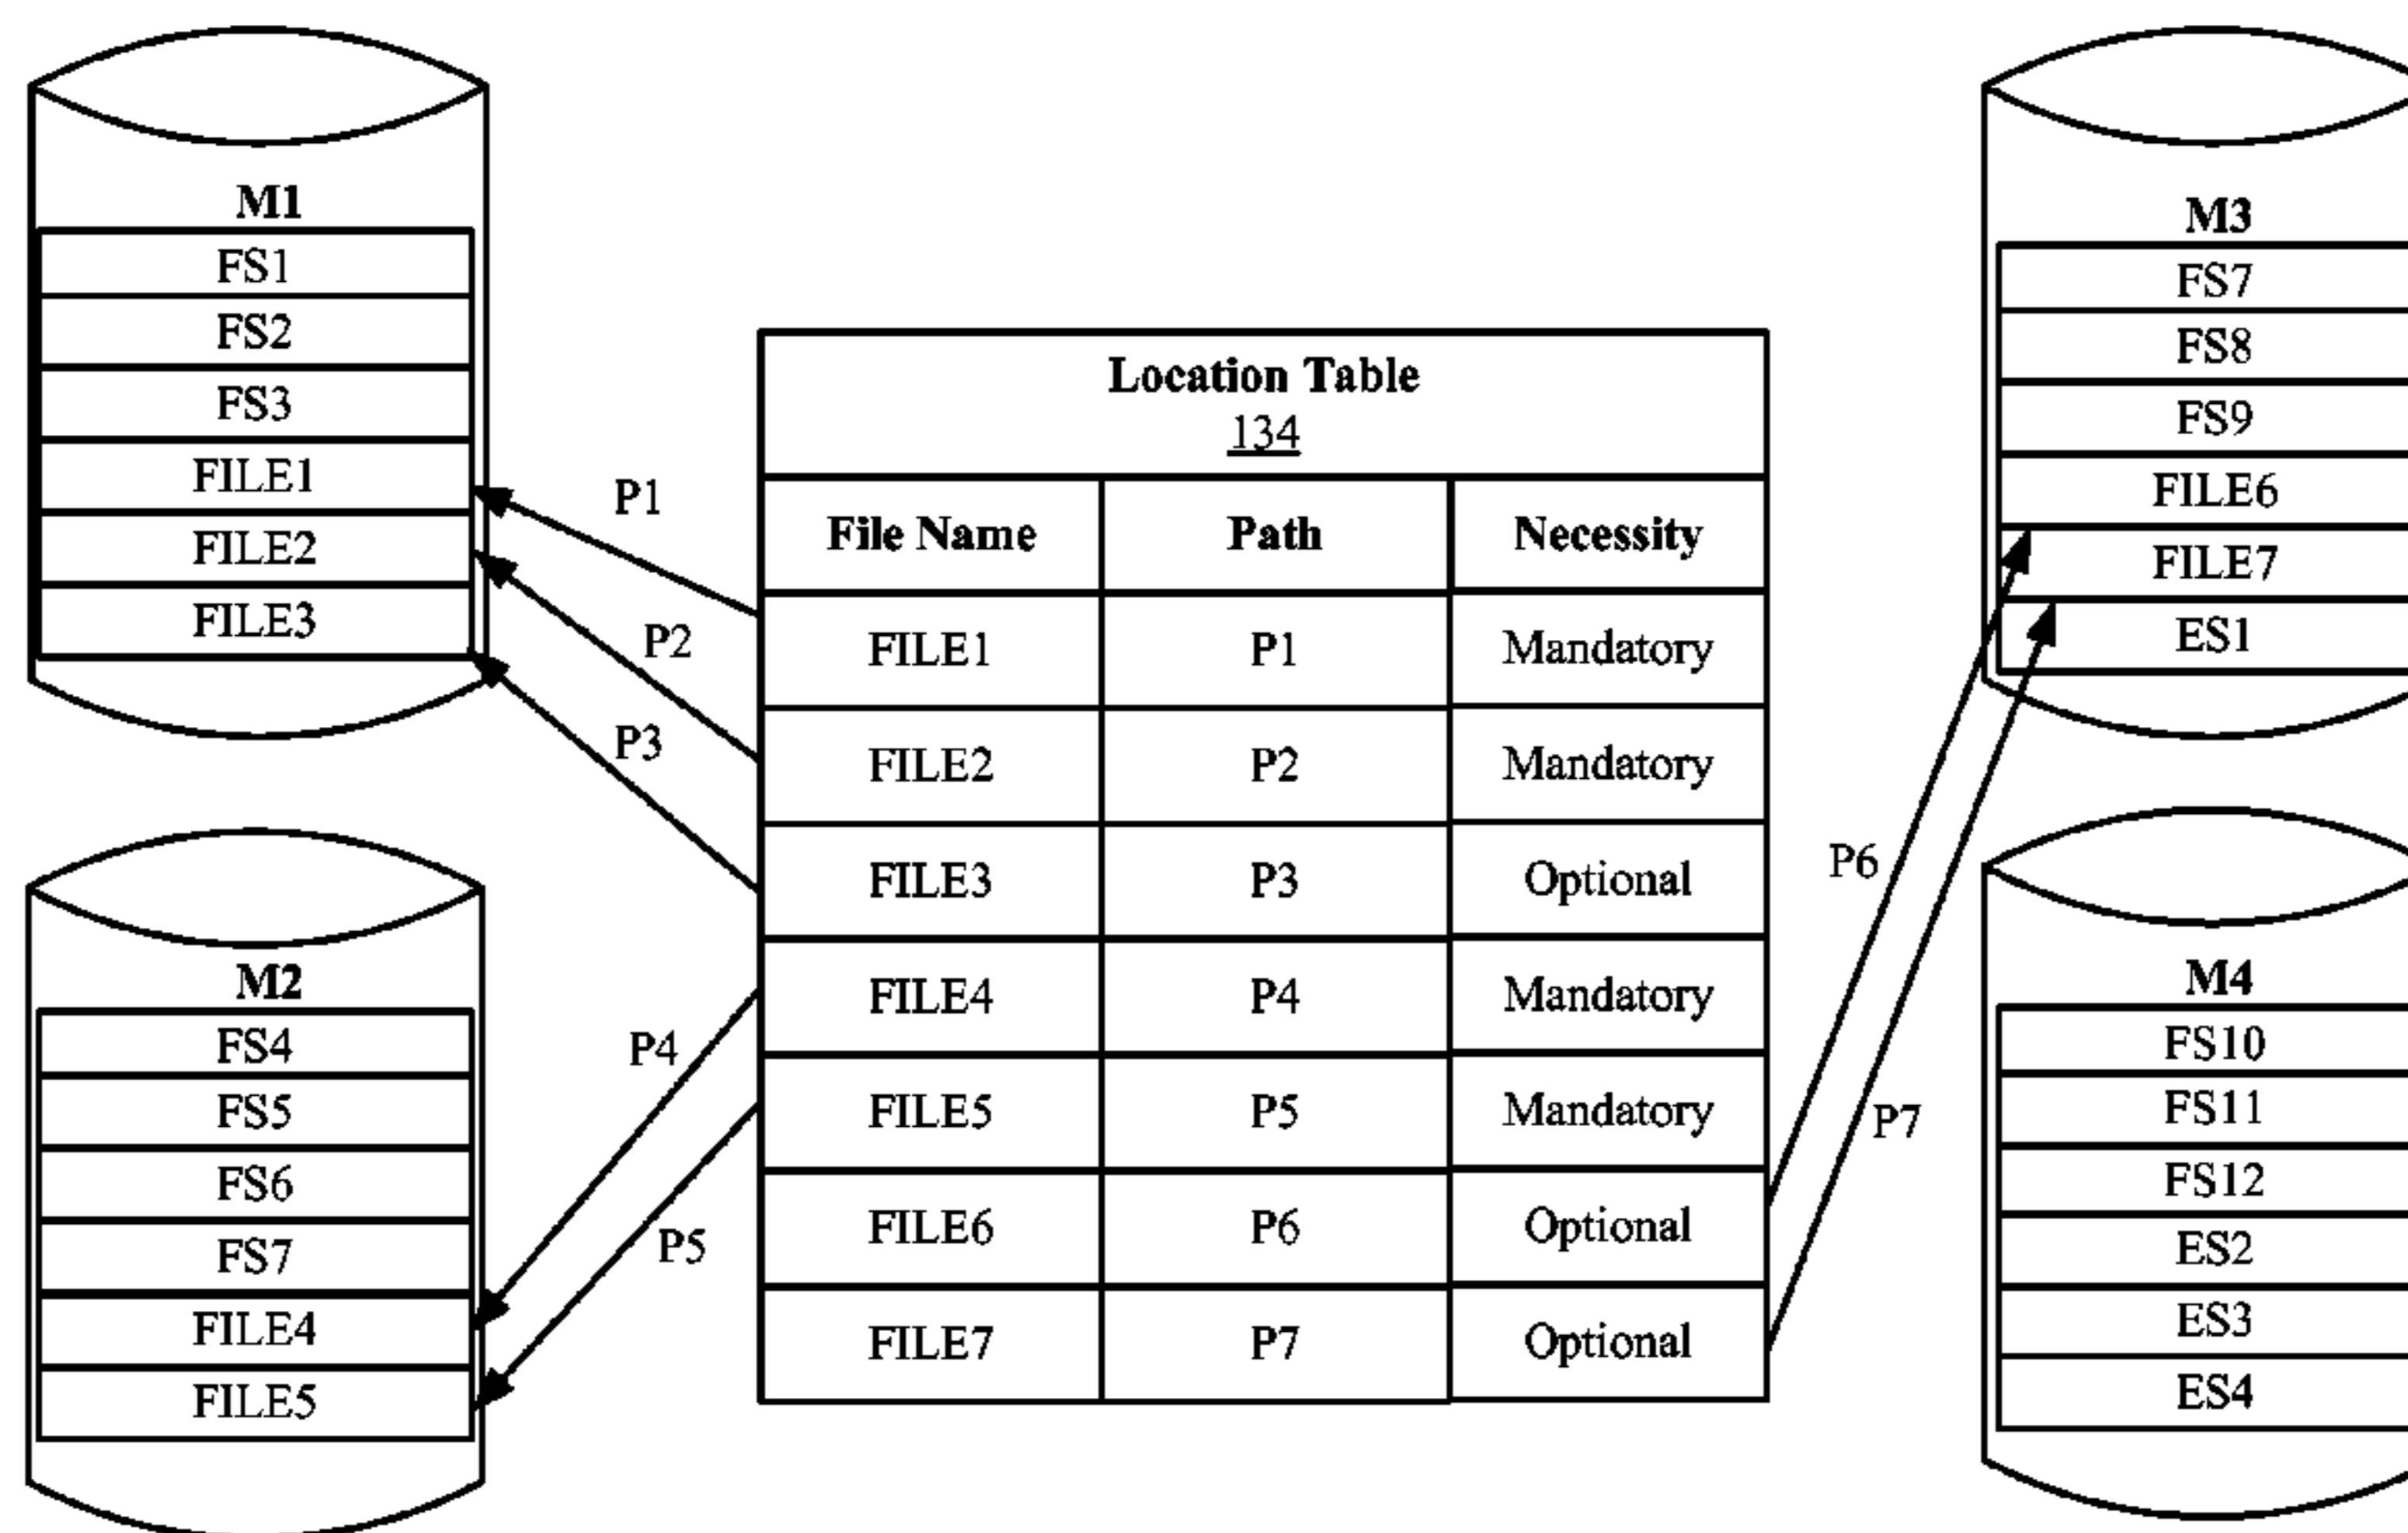 M1
FS1
FS2
FS3
FILE1
FILE2
FILE3
M2
FS4
FS5
FS6
FS7
FILE4
FILE5
P1
P2
P3
P4
P5
Location Table
134
File Name Path Necessity
FILE1 P1 Mandatory
FILE2 P2 Mandatory
FILE3 P3 Optional
FILE4 P4 Mandatory
FILE5 P5 Mandatory
FILE6 P6 Optional
FILE7 P7 Optional
P6
P7
M3
FS7
FS8
FS9
FILE6
FILE7
ES1
M4
FS10
FS11
FS12
ES2
ES3
ES4